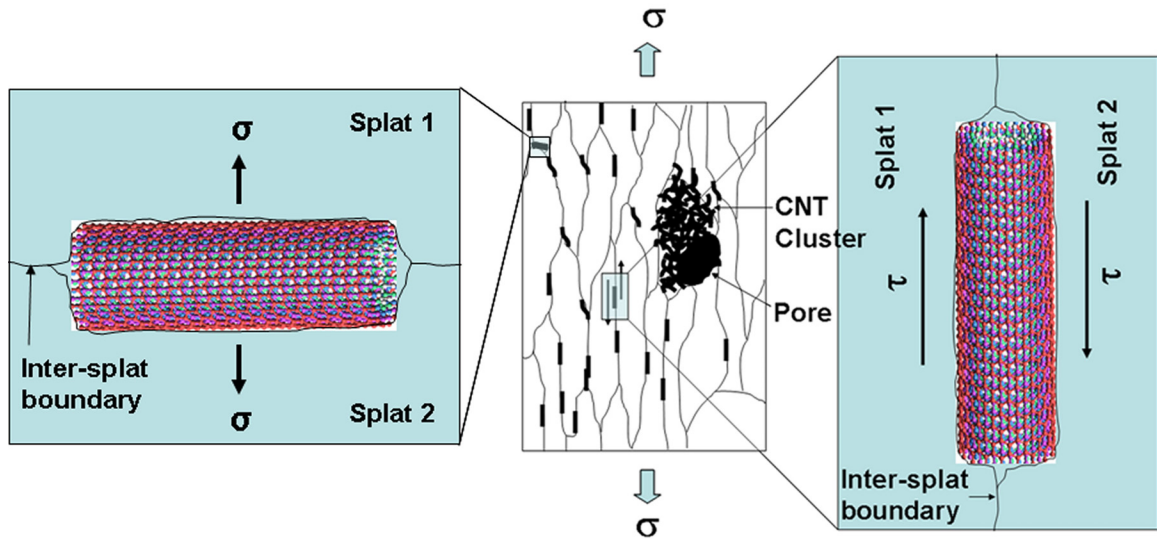 σ
Splat 1
σ
Inter-splat
boundary
σ
Splat 2
CNT
Cluster
Pore
σ
Splat 1
Splat 2
τ
τ
Inter-splat
boundary